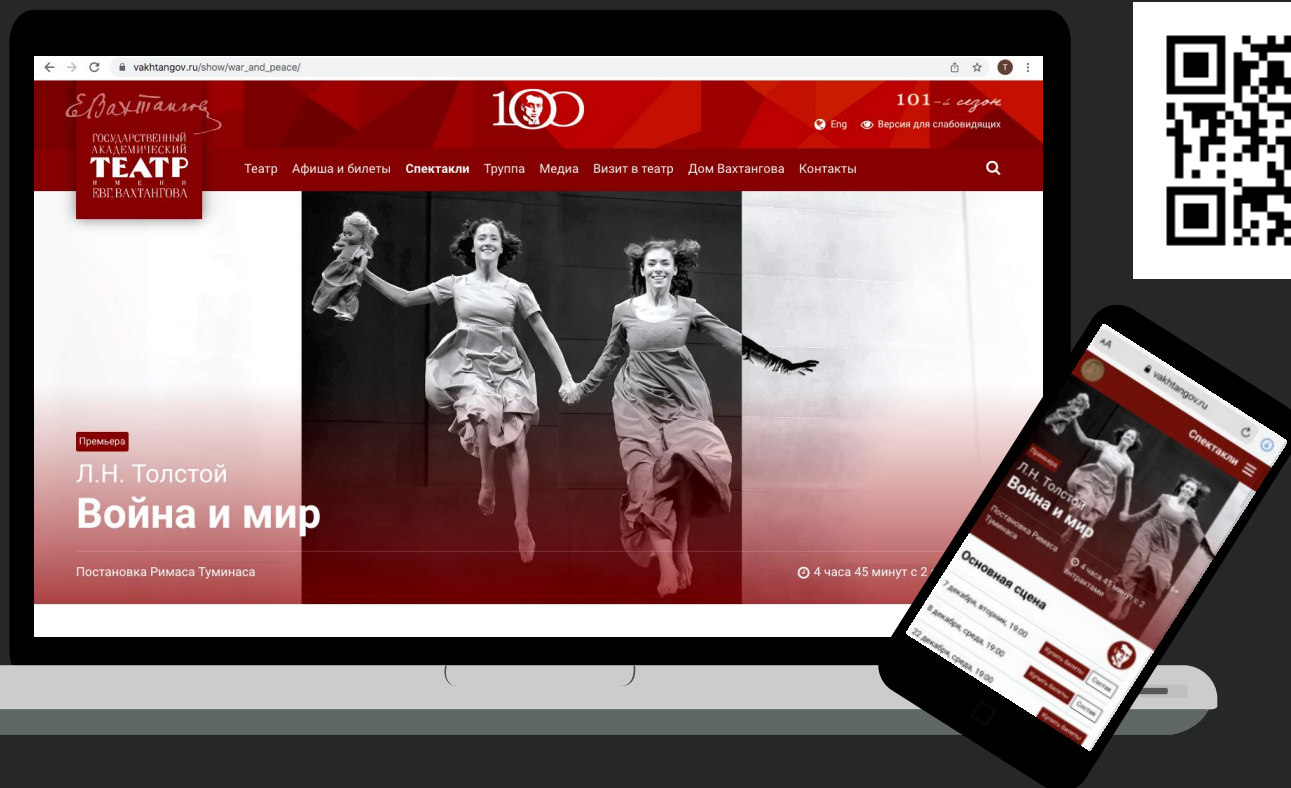 vakhtangov.ru/show/war_and_peace/
T
Е Вахтангов
100
101-й сезон
Eng
Версия для слабовидящих
ГОСУДАРСТВЕННЫЙ
АКАДЕМИЧЕСКИЙ
ТЕАТР
ИМЕНИ
ЕВГ. ВАХТАНГОВА
Театр Афиша и билеты Спектакли Труппа Медиа Визит в театр Дом Вахтангова Контакты
Премьера
Л.Н. Толстой
Война и мир
Постановка Римаса Туминаса
4 часа 45 минут с 2
AA
vakhtangov.ru
Спектакли
Премьера
Л.Н. Толстой
Война и мир
Постановка Римаса
Туминаса
4 часа 45 минут с 2
антрактами
Основная сцена
7 декабря, вторник, 19:00
Купить билеты
Состав
8 декабря, среда, 19:00
Купить билеты
Состав
22 декабря, среда, 19:00
Купить билеты